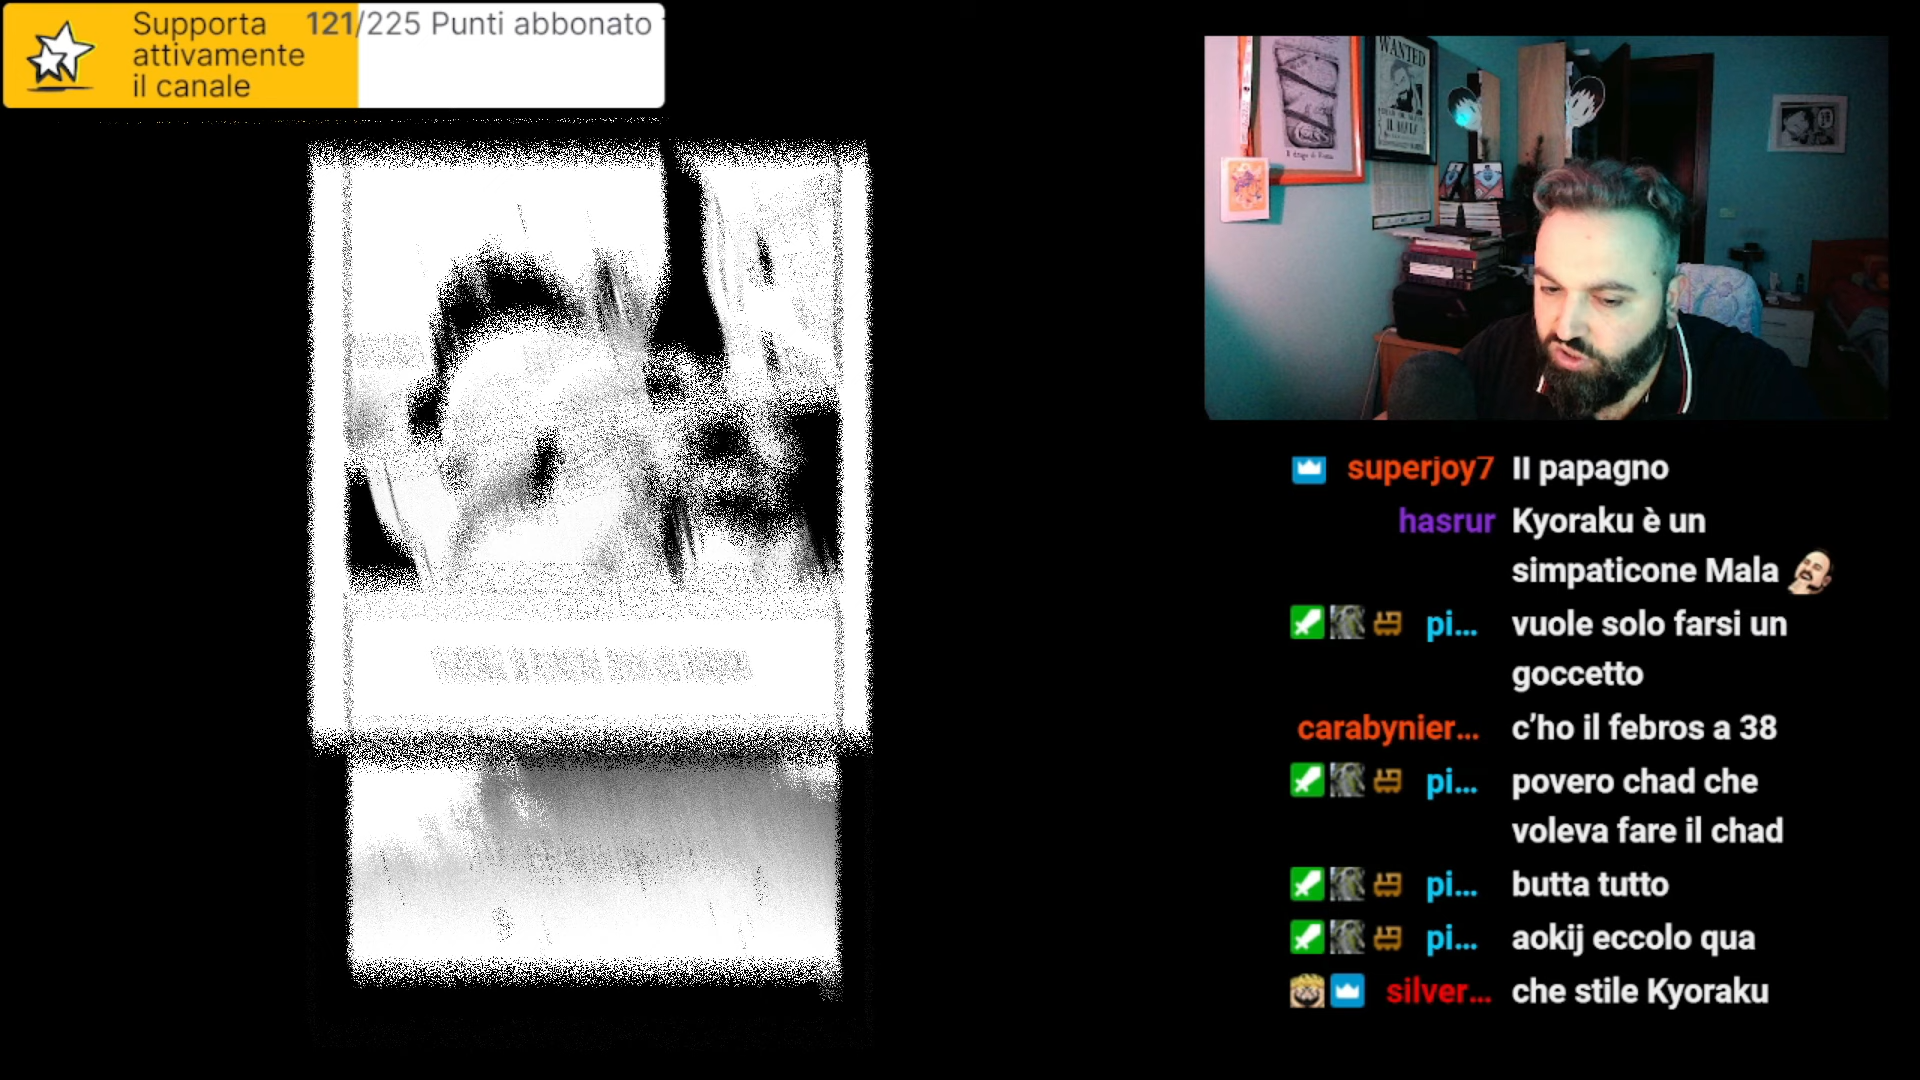 Supporta
attivamente
il canale
121/225 Punti abbonato
WANTED
superjoy7 Il papagno
hasrur Kyoraku è un
simpaticone Mala
pi... vuole solo farsi un
goccetto
carabynier... c'ho il febros a 38
pi... povero chad che
voleva fare il chad
pi... butta tutto
pi... aokij eccolo qua
silver... che stile Kyoraku